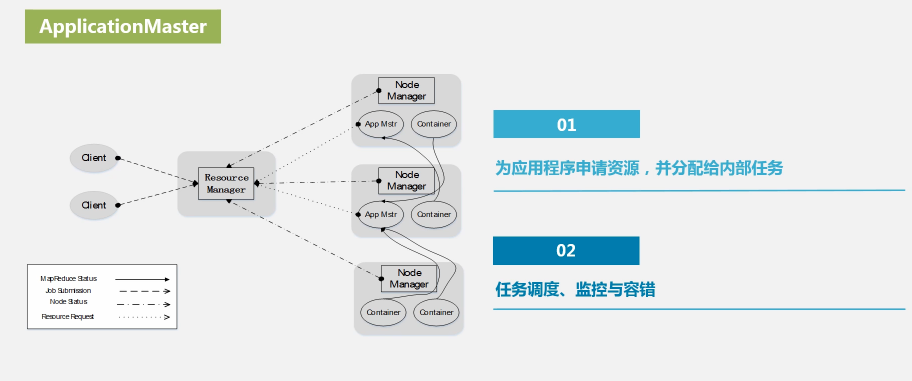 ApplicationMaster
Node
Manager
App Mstr
Container
Client
Client
Resource
Manager
Node
Manager
App Mstr
Container
Node
Manager
Container
Container
MapReduce Status
Job Submission
Node Status
Resource Request
01
为应用程序申请资源，并分配给内部任务
02
任务调度、监控与容错